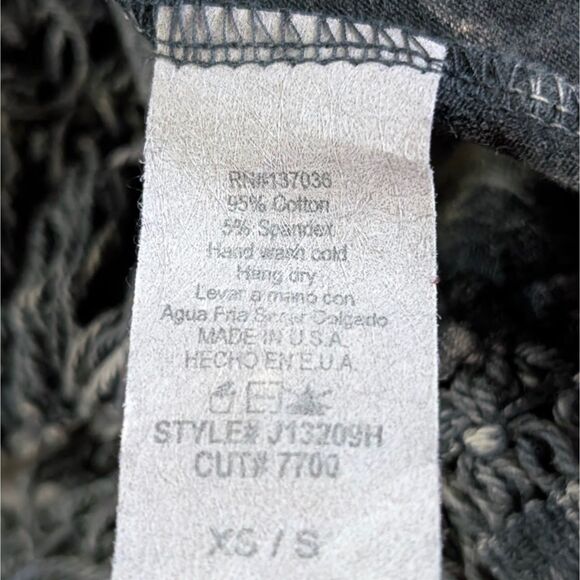 RN#137036
95% Cotton
5% Spandex
Hand wash cold
Hang dry
Levar a mano con
Agua Fria Secar Colgado
MADE IN U.S.A.
HECHO EN E.U.A.
STYLE# J13209H
CUT# 7700
XS / S